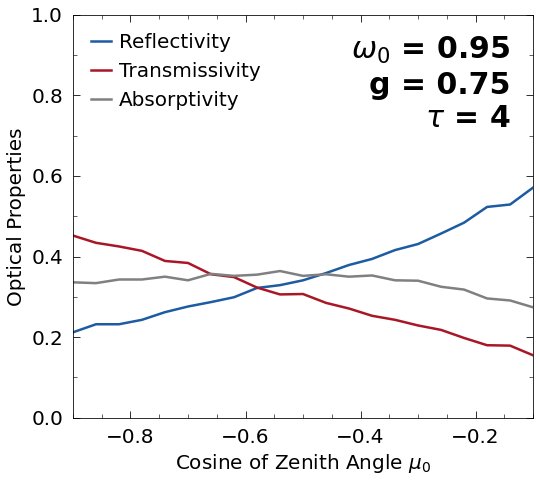 1.0
0.8
0.6
0.4
0.2
0.0
Optical Properties
Reflectivity
Transmissivity
Absorptivity
ω₀ = 0.95
g = 0.75
τ = 4
−0.8 −0.6 −0.4 −0.2
Cosine of Zenith Angle μ₀